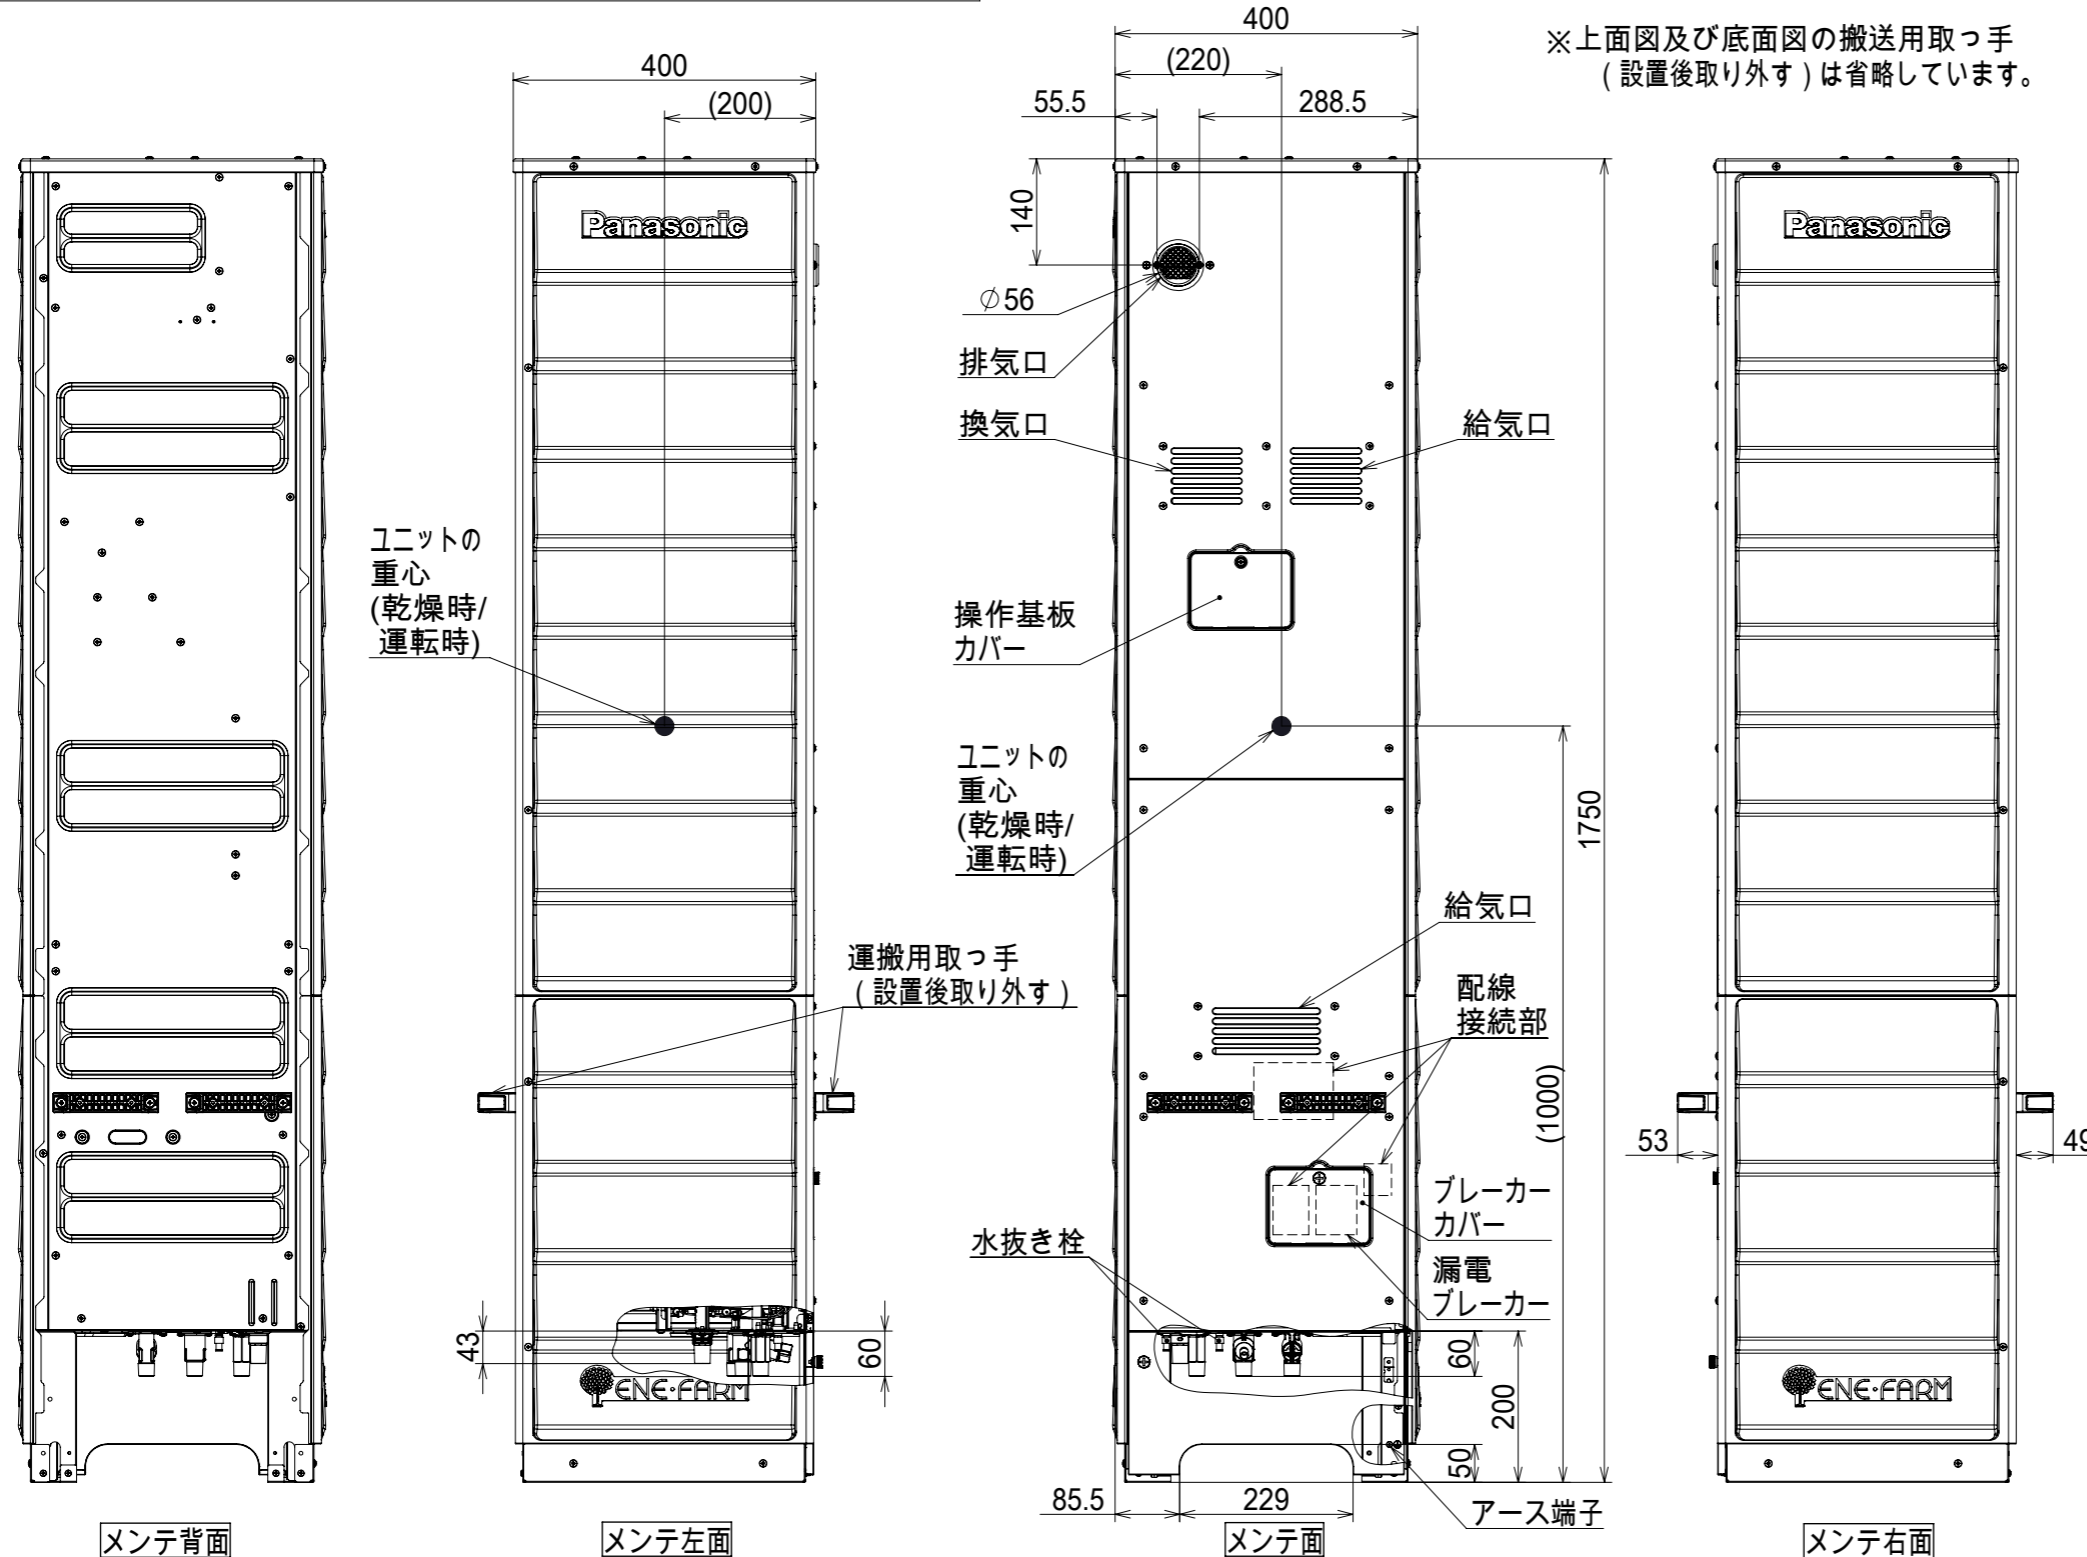 ※上面図及び底面図の搬送用取っ手
(設置後取り外す)は省略しています。
400
(200)
Panasonic
ユニットの
重心
(乾燥時/
運転時)
運搬用取っ手
(設置後取り外す)
43
60
ENE・FARM
400
(220)
55.5
288.5
140
∅56
排気口
換気口
給気口
操作基板
カバー
ユニットの
重心
(乾燥時/
運転時)
1750
(1000)
給気口
配線
接続部
ブレーカー
カバー
漏電
ブレーカー
水抜き栓
60
200
50
85.5
229
アース端子
Panasonic
53
49
ENE・FARM
メンテ背面
メンテ左面
メンテ面
メンテ右面